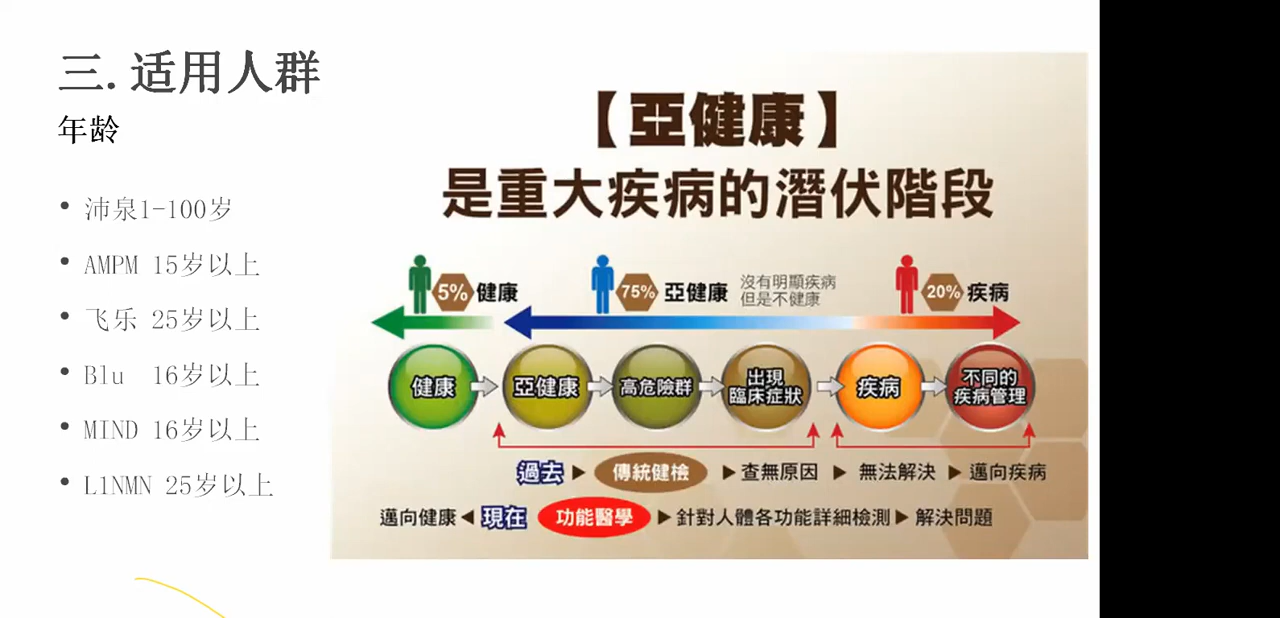 三.适用人群
年龄
• 沛泉1-100岁
• AMPM 15岁以上
• 飞乐 25岁以上
• Blu 16岁以上
• MIND 16岁以上
• L1NMN 25岁以上
【亞健康】
是重大疾病的潛伏階段
5% 健康
75% 亞健康 沒有明顯疾病
但是不健康
20% 疾病
健康
亞健康
高危險群
出現
臨床症狀
疾病
不同的
疾病管理
過去 ▶ 傳統健檢 ▶ 查無原因 ▶ 無法解決 ▶ 邁向疾病
邁向健康 ◀ 現在 功能醫學 ▶ 針對人體各功能詳細檢測 ▶ 解決問題